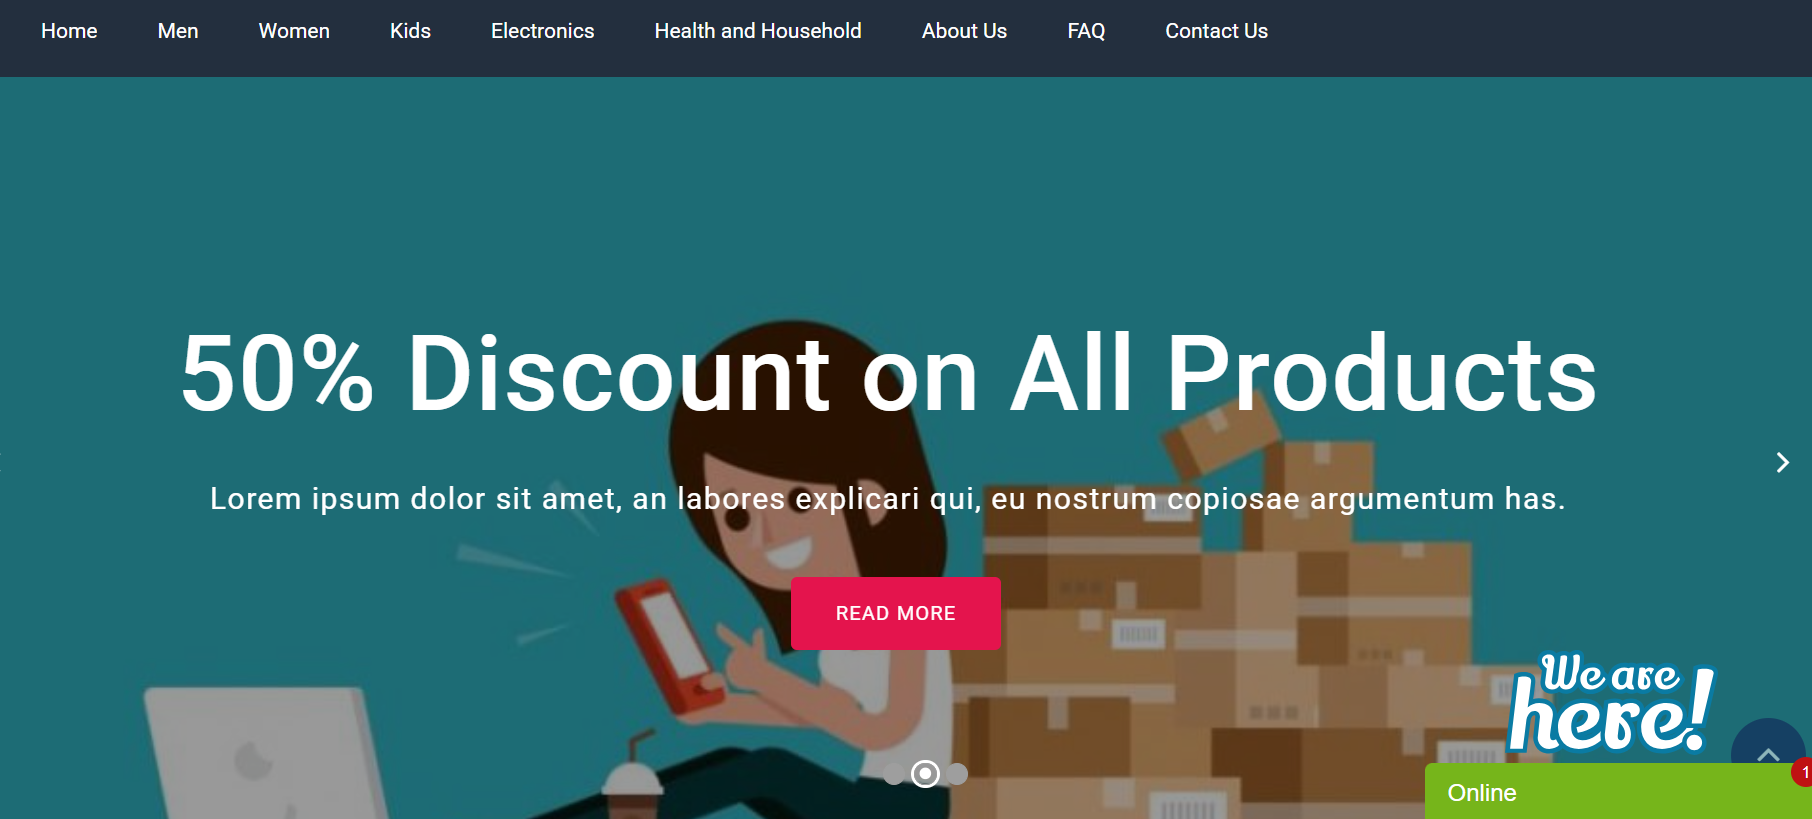 Home Men Women Kids Electronics Health and Household About Us FAQ Contact Us
50% Discount on All Products
Lorem ipsum dolor sit amet, an labores explicari qui, eu nostrum copiosae argumentum has.
READ MORE
We are
here!
Online
1